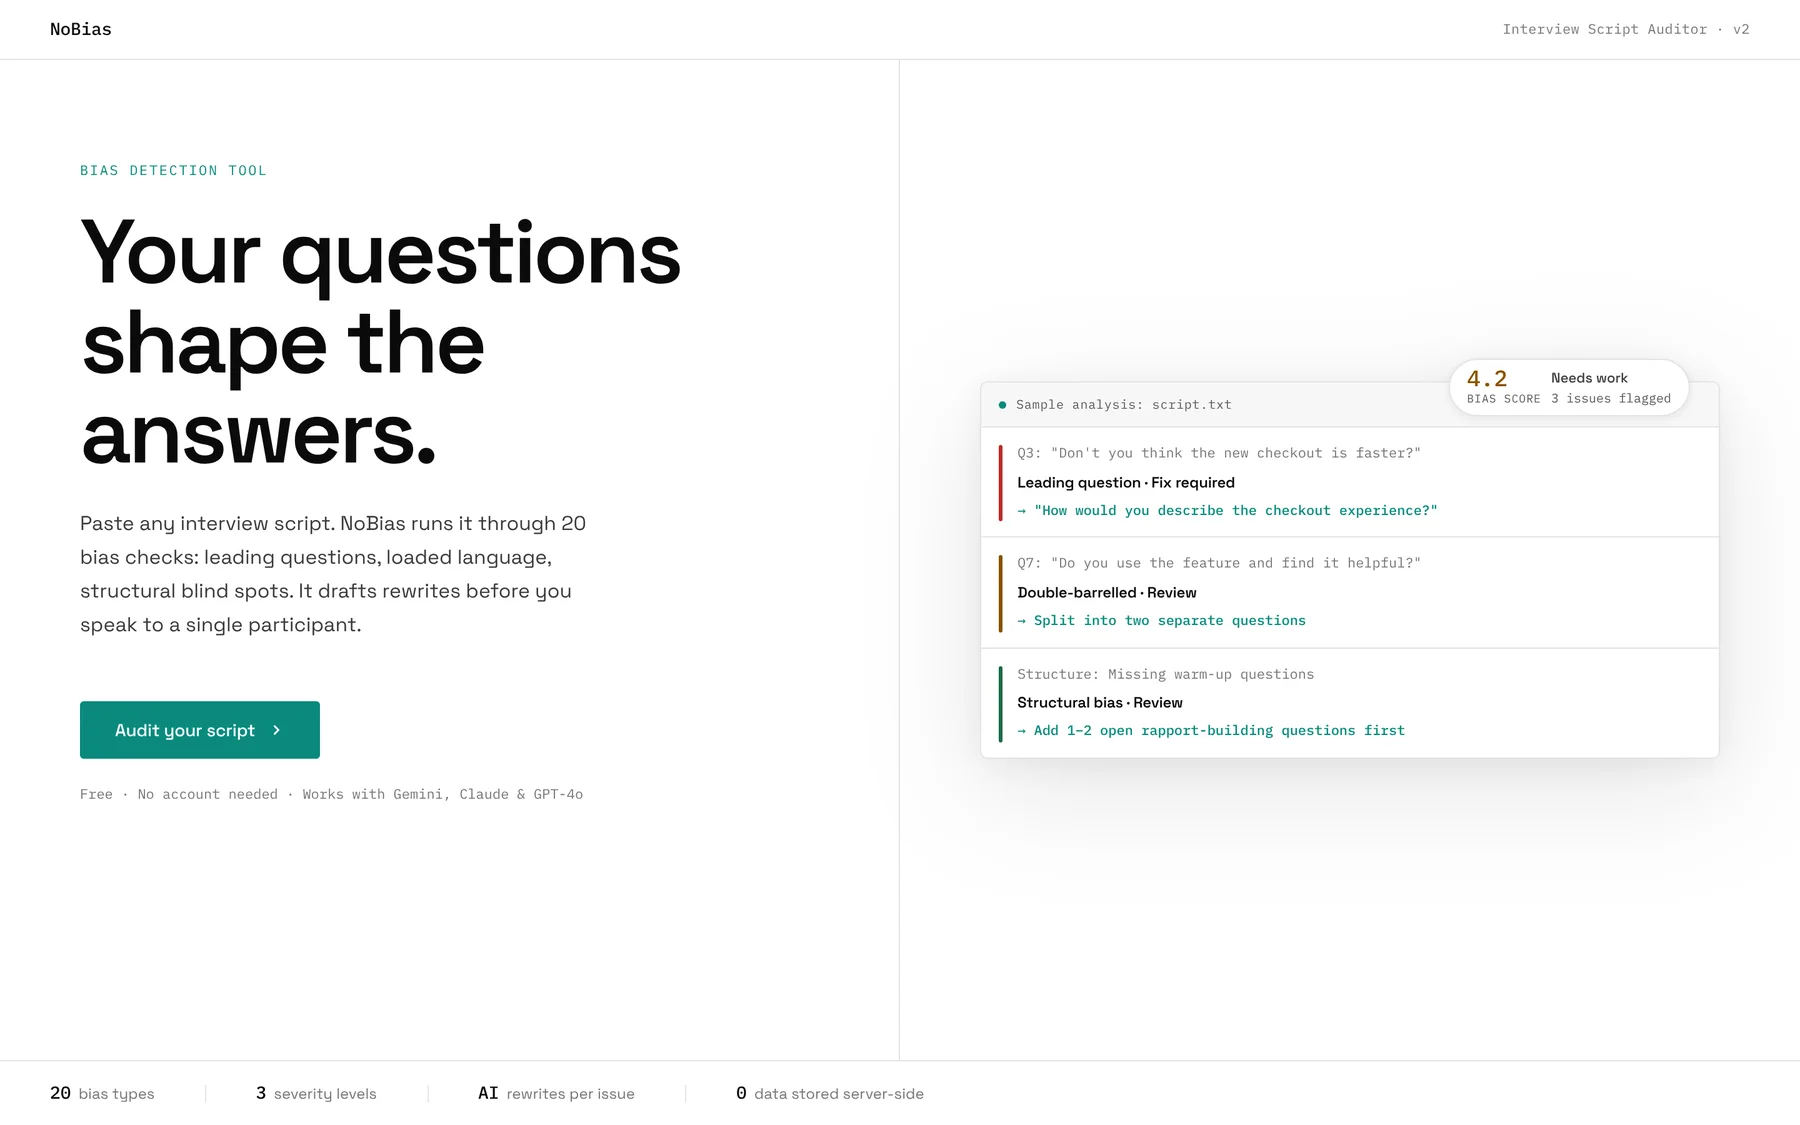 NoBias
Interview Script Auditor · v2
BIAS DETECTION TOOL
Your questions
shape the
answers.
Paste any interview script. NoBias runs it through 20
bias checks: leading questions, loaded language,
structural blind spots. It drafts rewrites before you
speak to a single participant.
Audit your script >
Free · No account needed · Works with Gemini, Claude & GPT-4o
4.2
BIAS SCORE
Needs work
3 issues flagged
Sample analysis: script.txt
Q3: "Don't you think the new checkout is faster?"
Leading question · Fix required
→ "How would you describe the checkout experience?"
Q7: "Do you use the feature and find it helpful?"
Double-barrelled · Review
→ Split into two separate questions
Structure: Missing warm-up questions
Structural bias · Review
→ Add 1–2 open rapport-building questions first
20 bias types
3 severity levels
AI rewrites per issue
0 data stored server-side